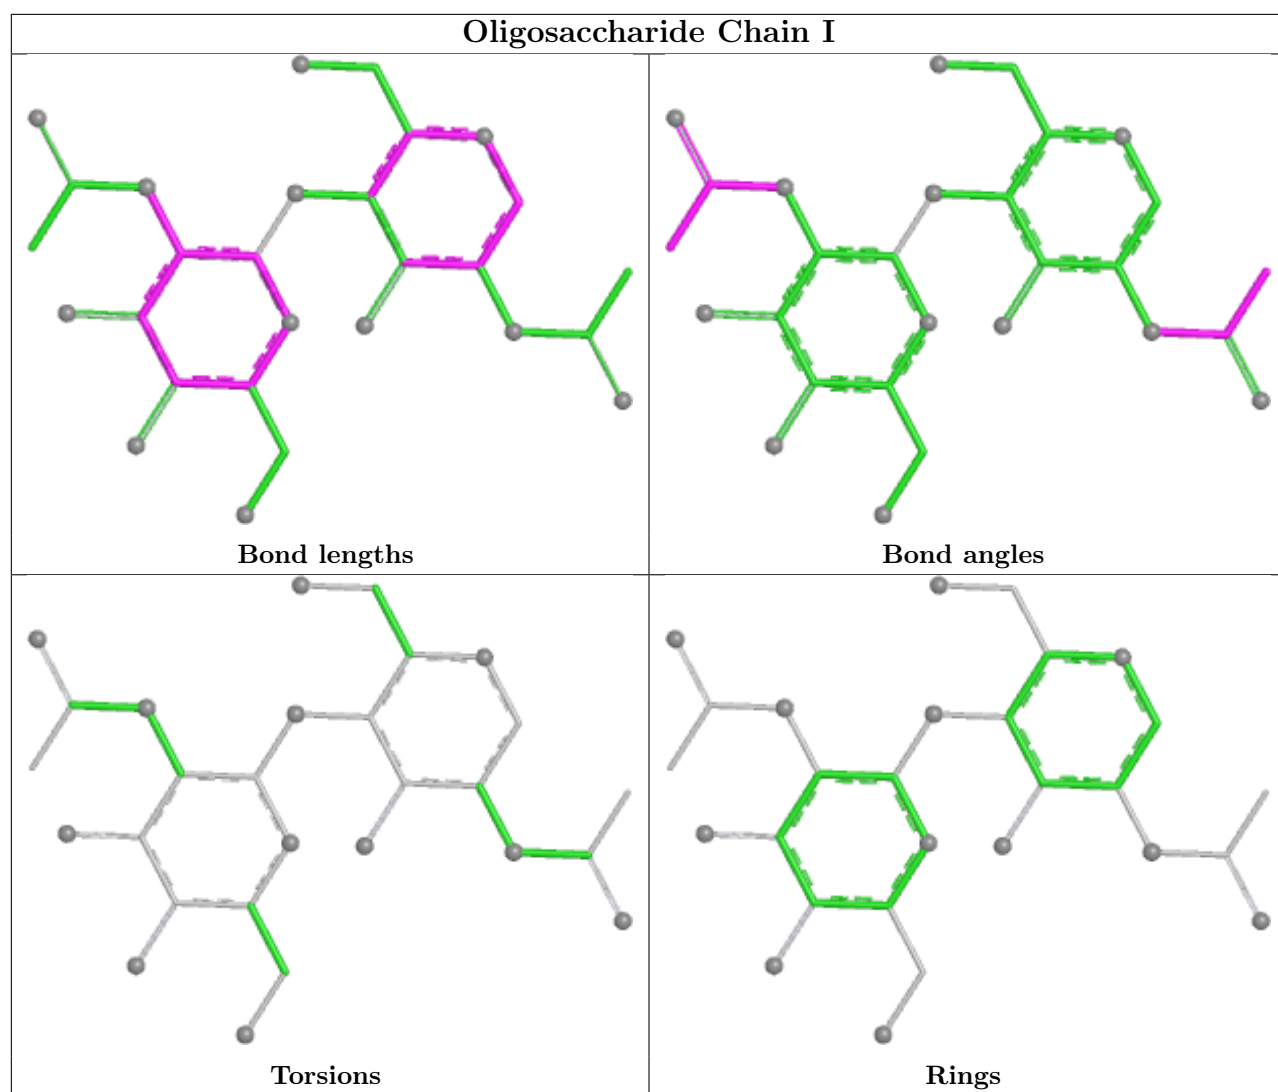 Oligosaccharide Chain I
Bond lengths
Bond angles
Torsions
Rings